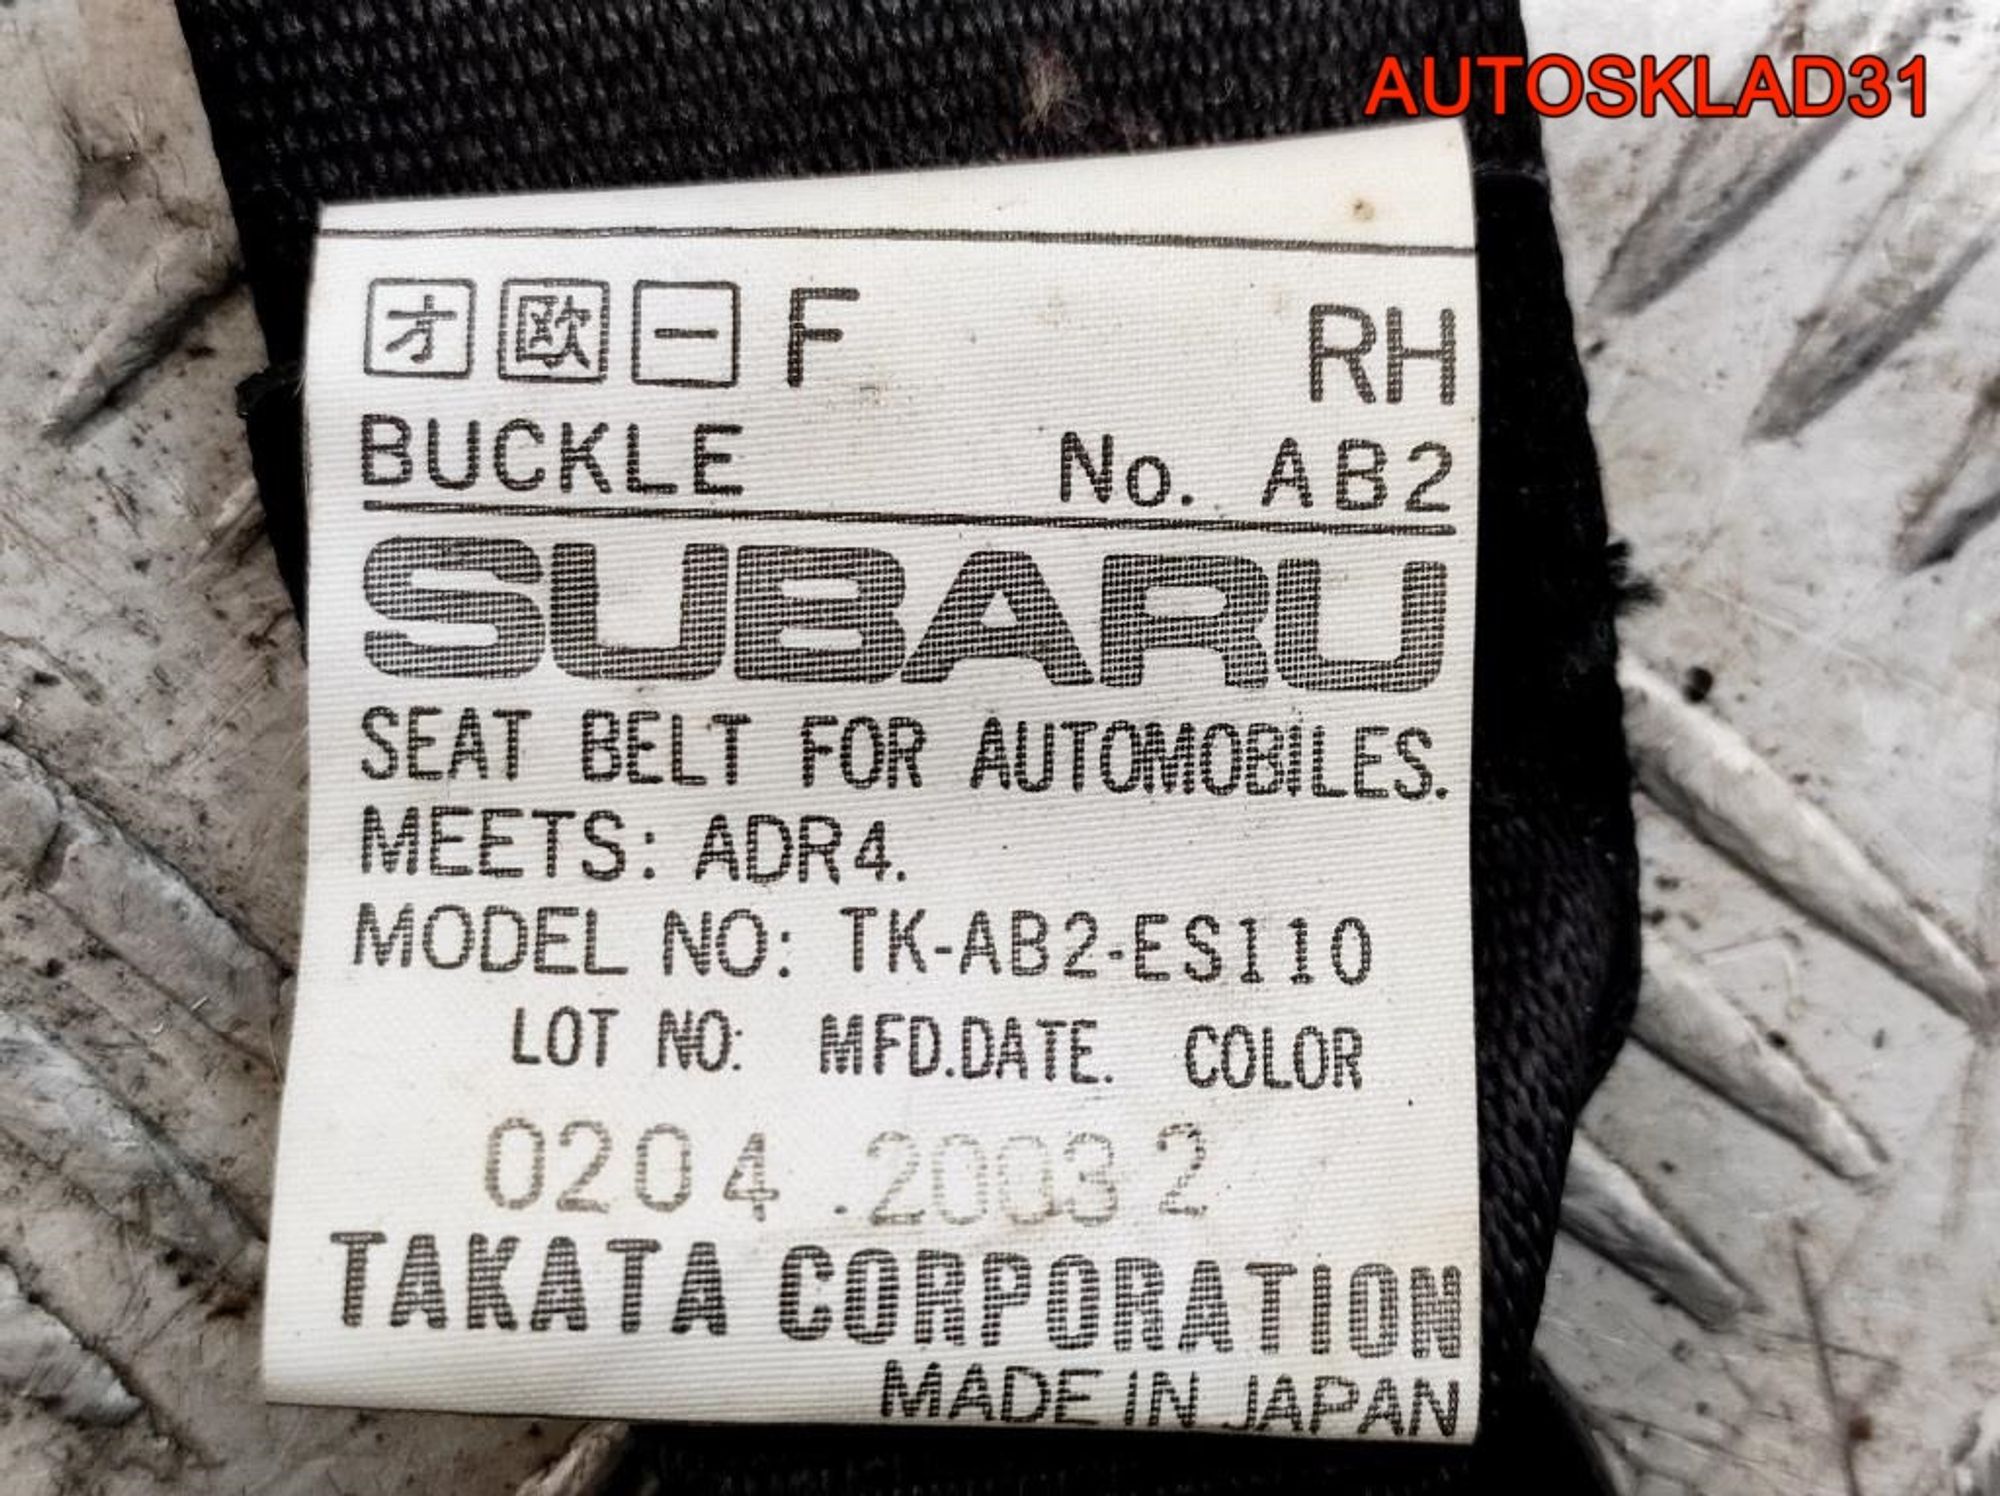 AUTOSKLAD31
オ 欧 一 F RH
BUCKLE No. AB2
SUBARU
SEAT BELT FOR AUTOMOBILES.
MEETS: ADR4.
MODEL NO: TK-AB2-ES110
LOT NO: MFD.DATE. COLOR
0204 .2003 2
TAKATA CORPORATION
MADE IN JAPAN